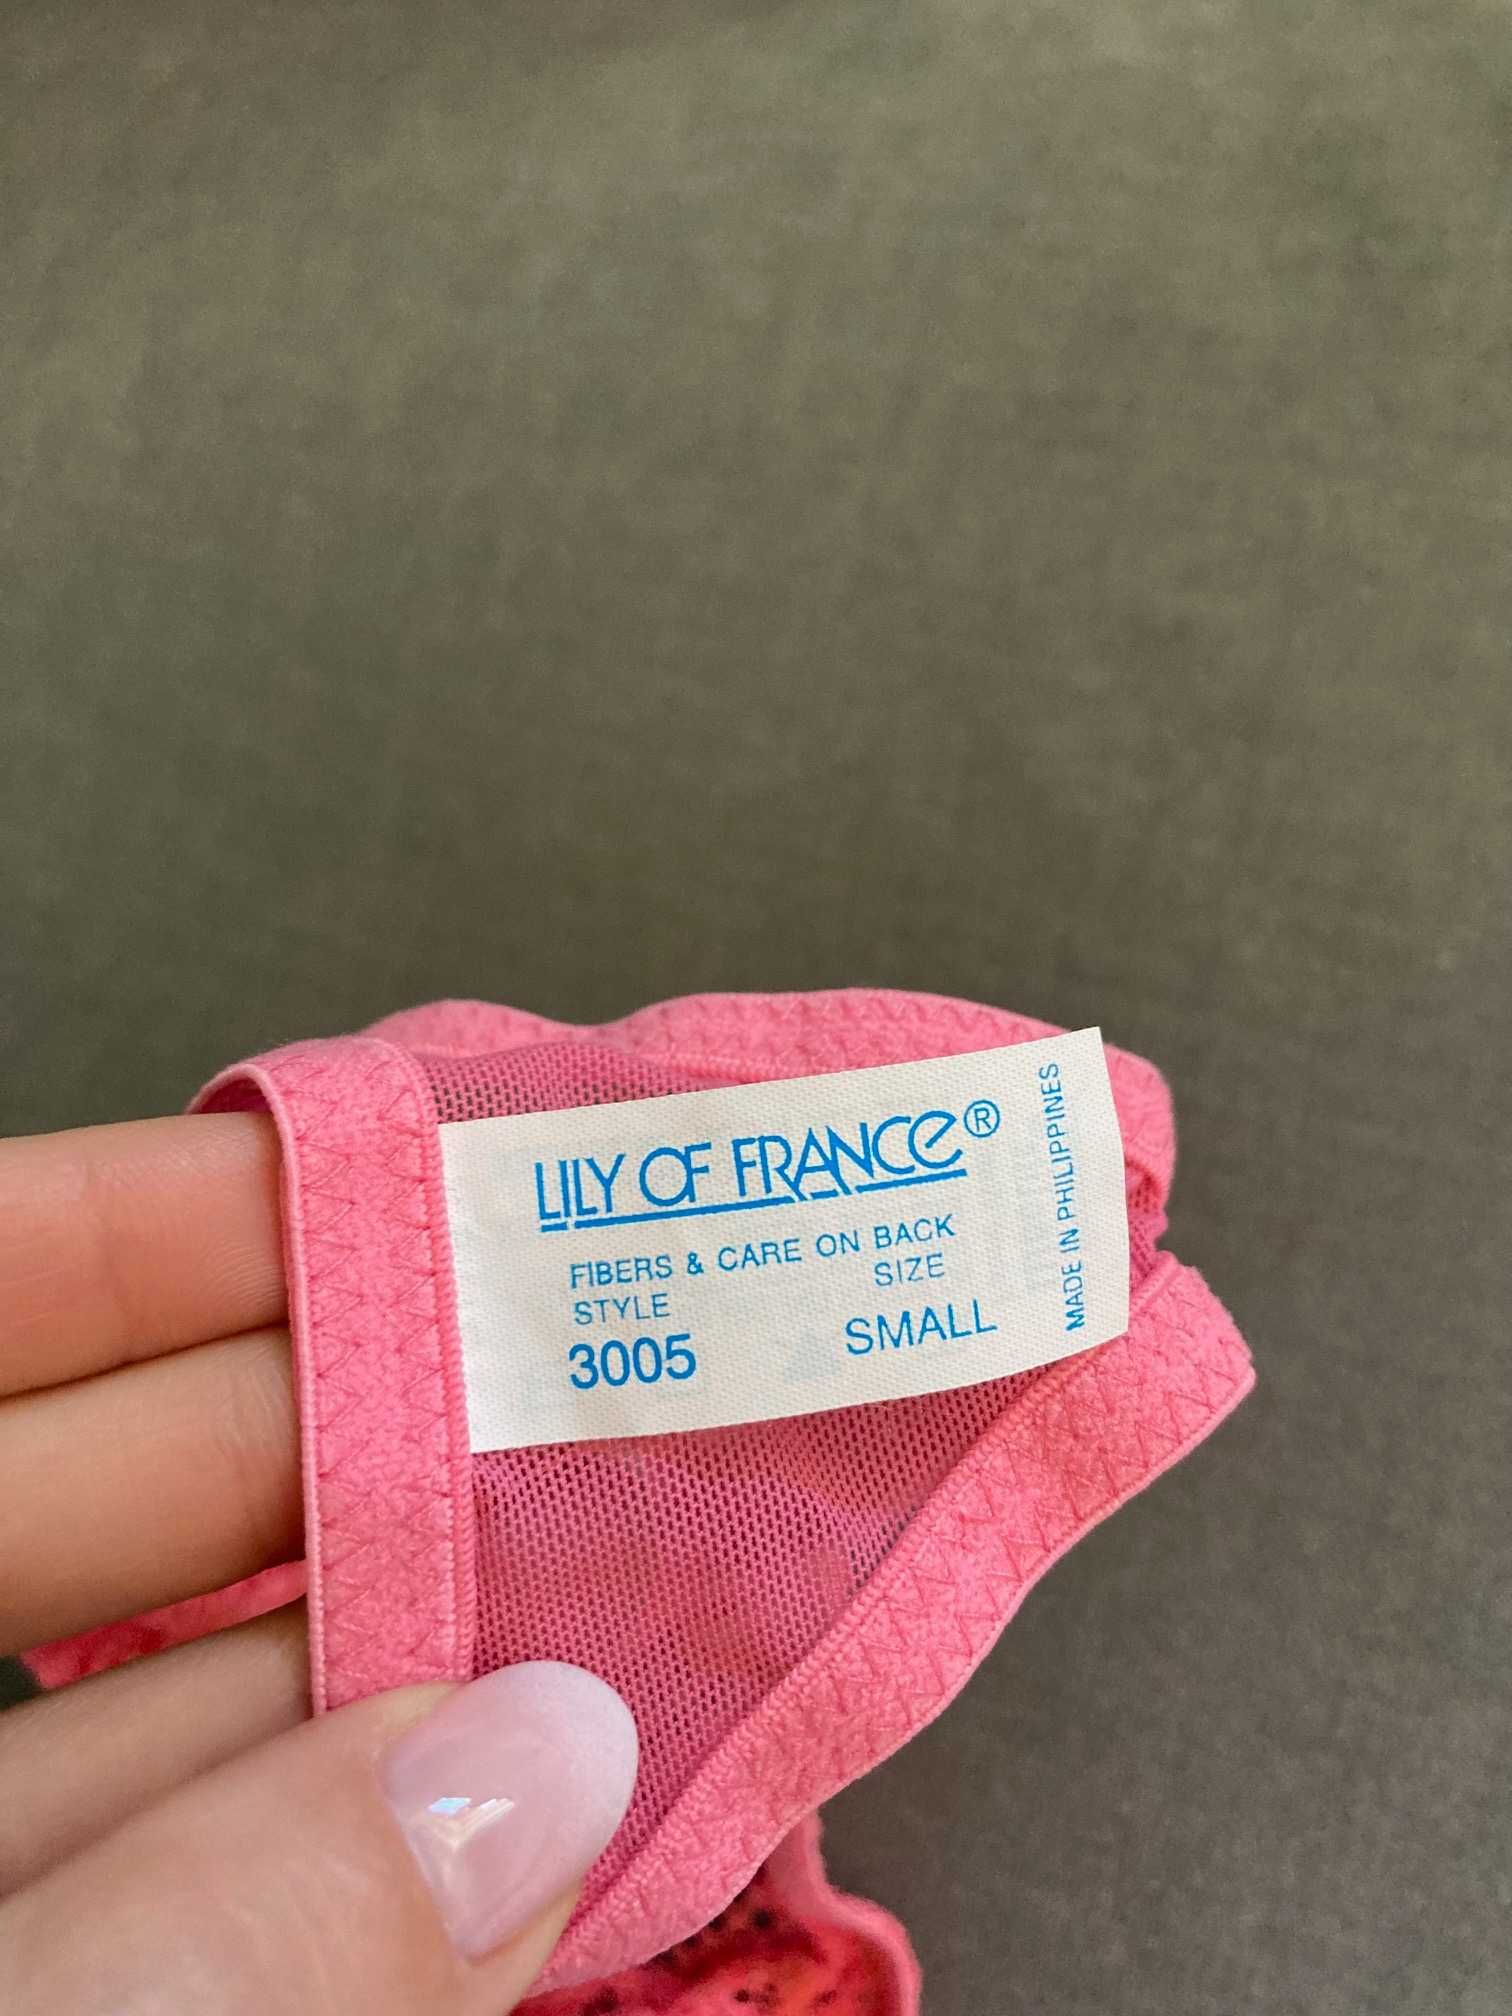 LILY OF FRANCE®
FIBERS & CARE ON BACK
STYLE SIZE
3005 SMALL
MADE IN PHILIPPINES